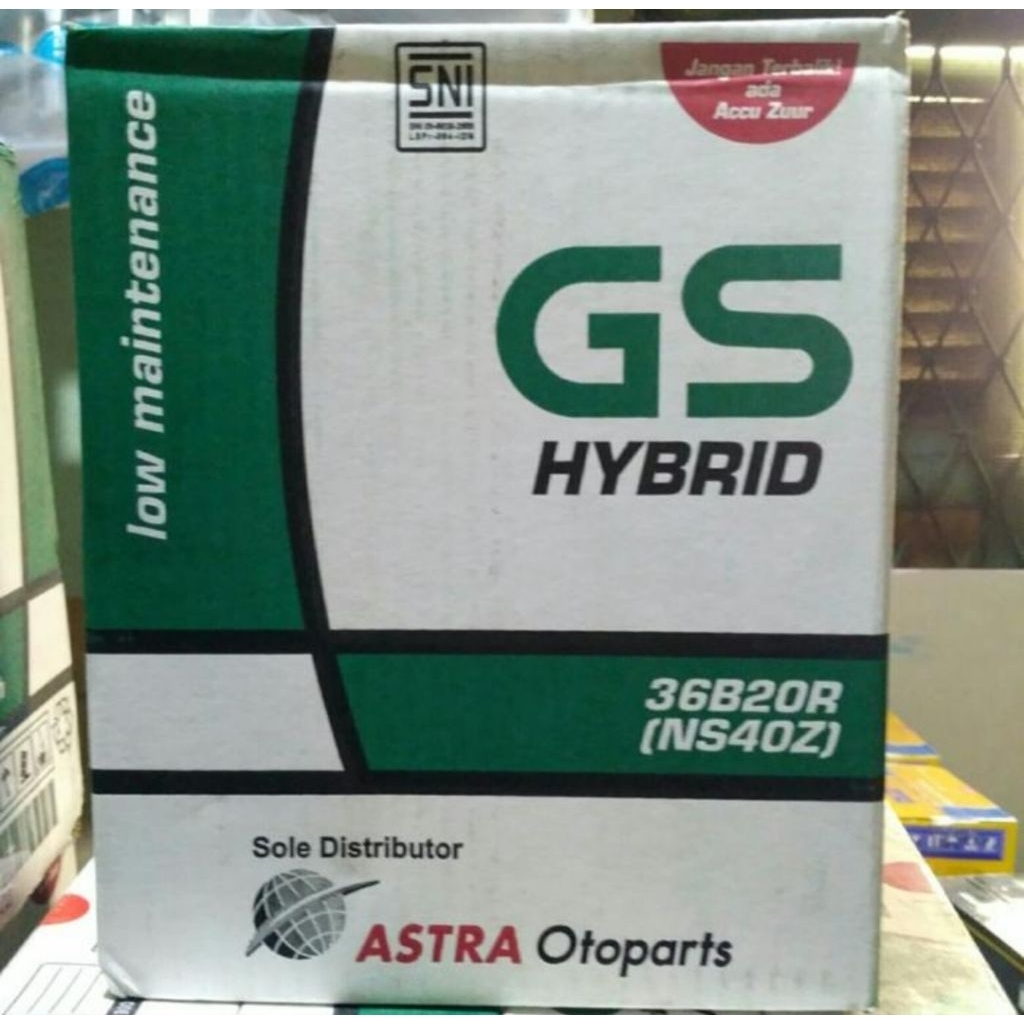 low maintenance
SNI
Jangan Terbalik!
ada
Accu Zuur
GS
HYBRID
36B20R
(NS40Z)
Sole Distributor
ASTRA Otoparts